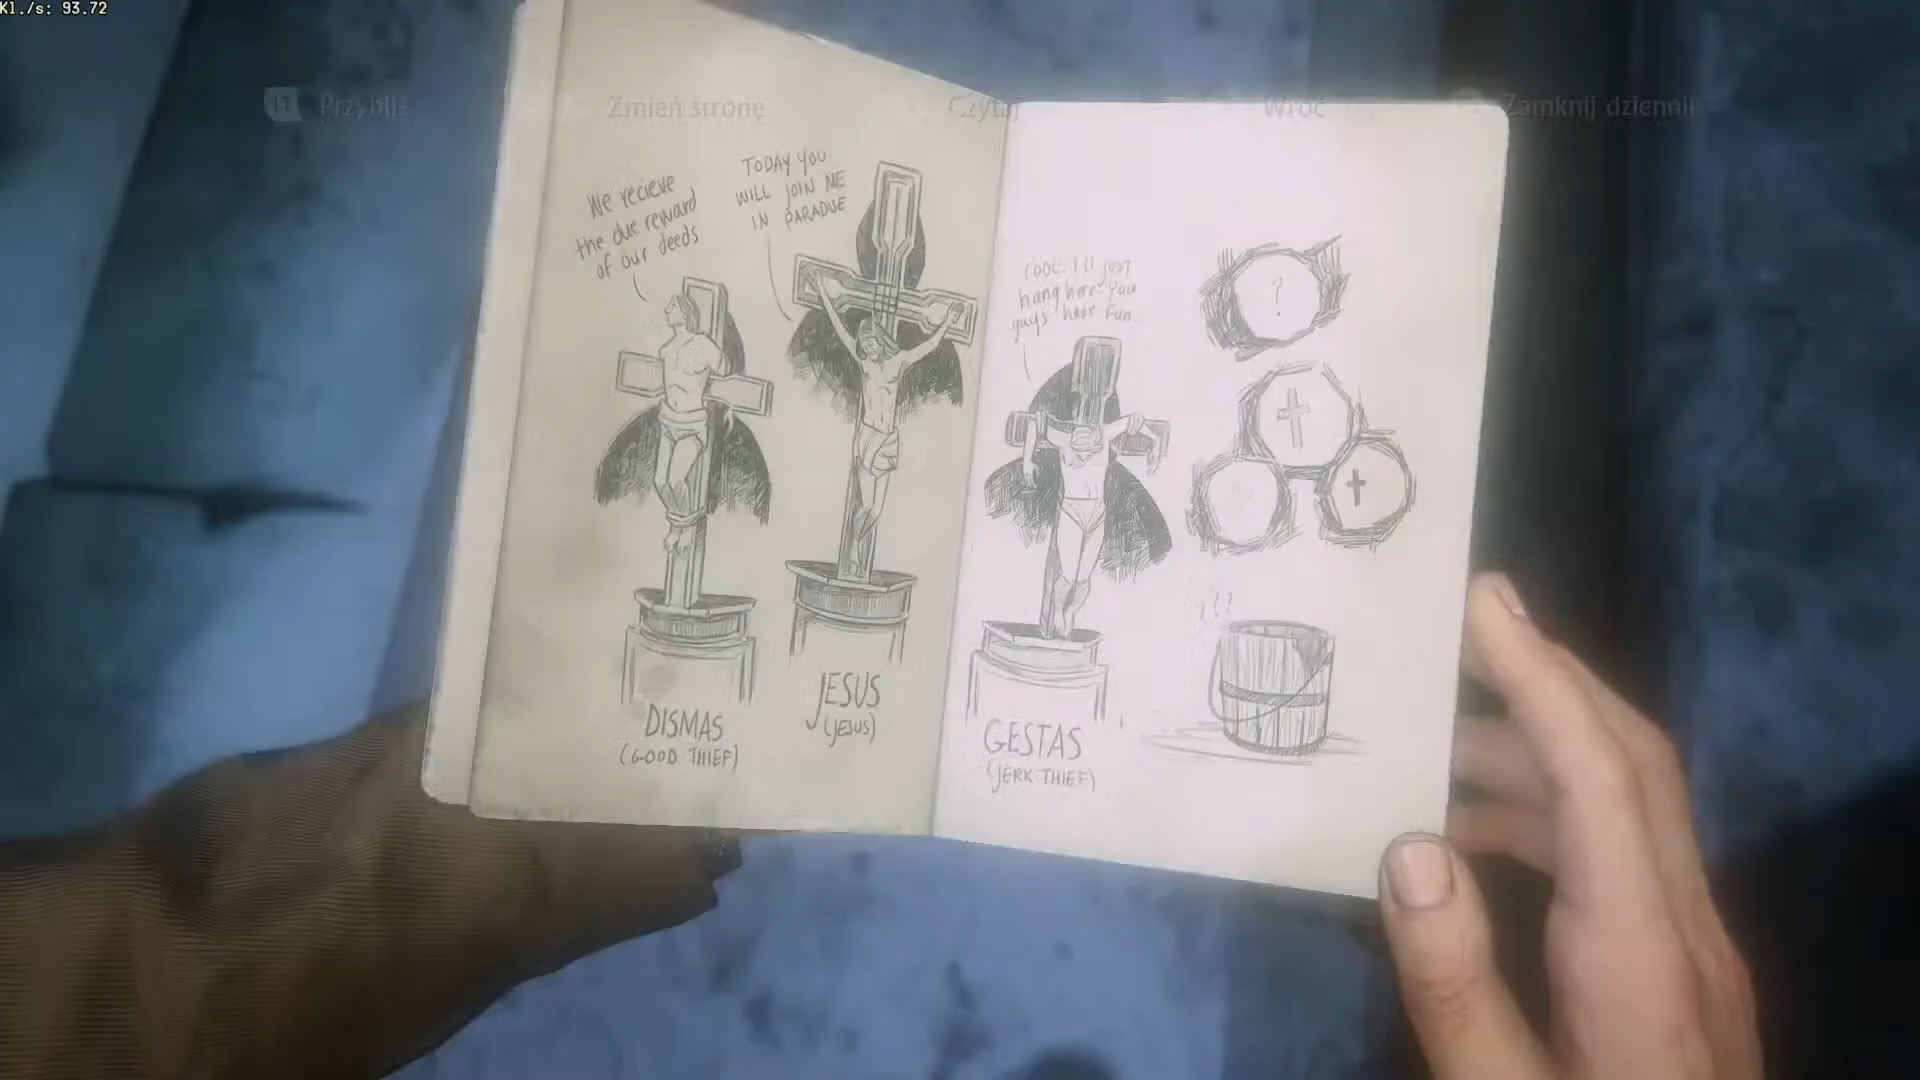 Kl./s: 93.72
Przybliż
Zmień stronę
Czytaj
Wróć
Zamknij dziennik
We recieve
the due reward
of our deeds
TODAY YOU
WILL JOIN ME
IN PARADISE
COOL. I'll just
hang here. You
guys have fun.
?
???
DISMAS
(GOOD THIEF)
JESUS
(JESUS)
GESTAS
(JERK THIEF)